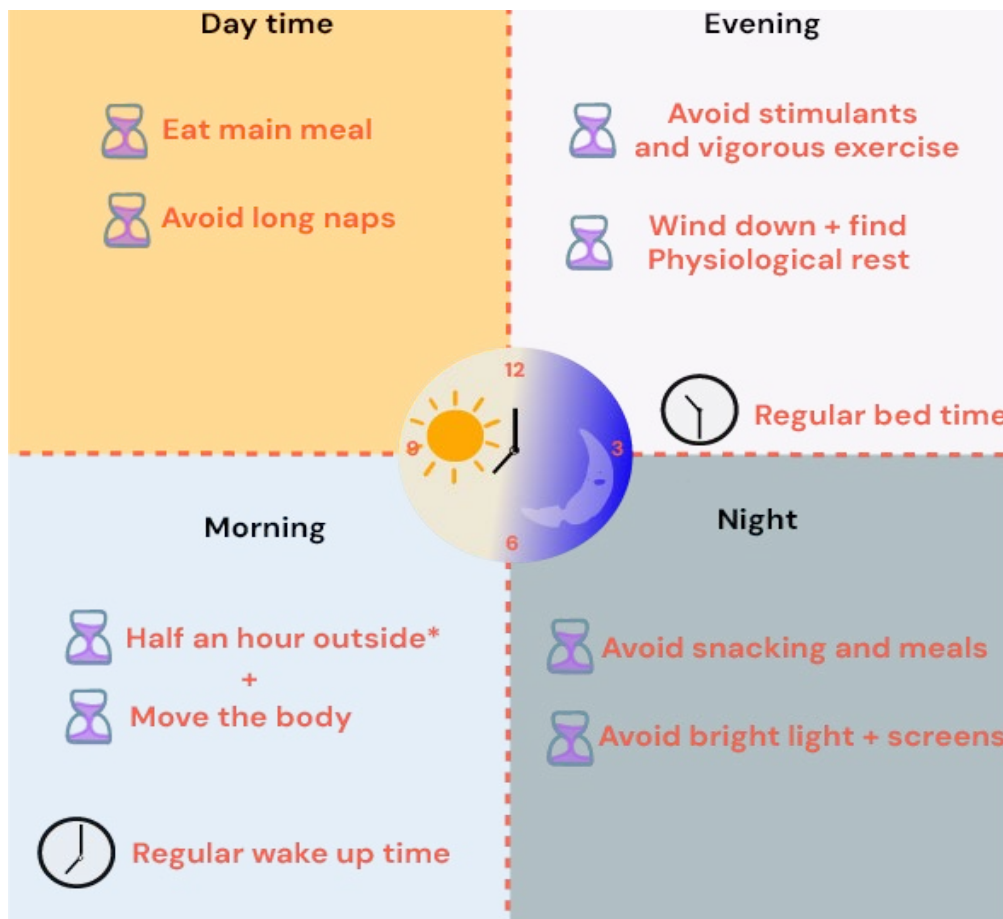 Day time
Eat main meal
Avoid long naps
Evening
Avoid stimulants
and vigorous exercise
Wind down + find
Physiological rest
Regular bed time
12
9
3
6
Morning
Half an hour outside*
+
Move the body
Regular wake up time
Night
Avoid snacking and meals
Avoid bright light + screens